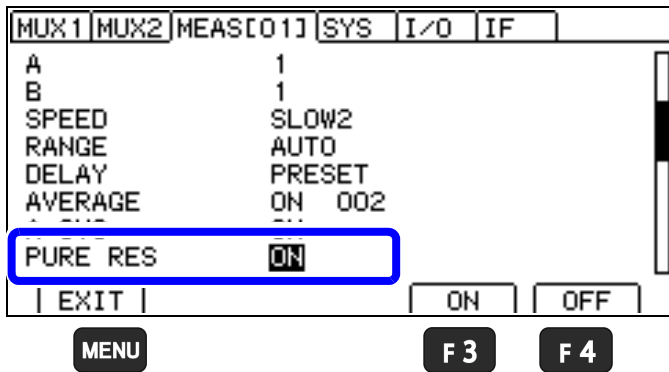 MUX1 MUX2 MEAS[01] SYS I/O IF
A 1
B 1
SPEED SLOW2
RANGE AUTO
DELAY PRESET
AVERAGE ON 002
PURE RES ON
EXIT ON OFF
MENU F3 F4